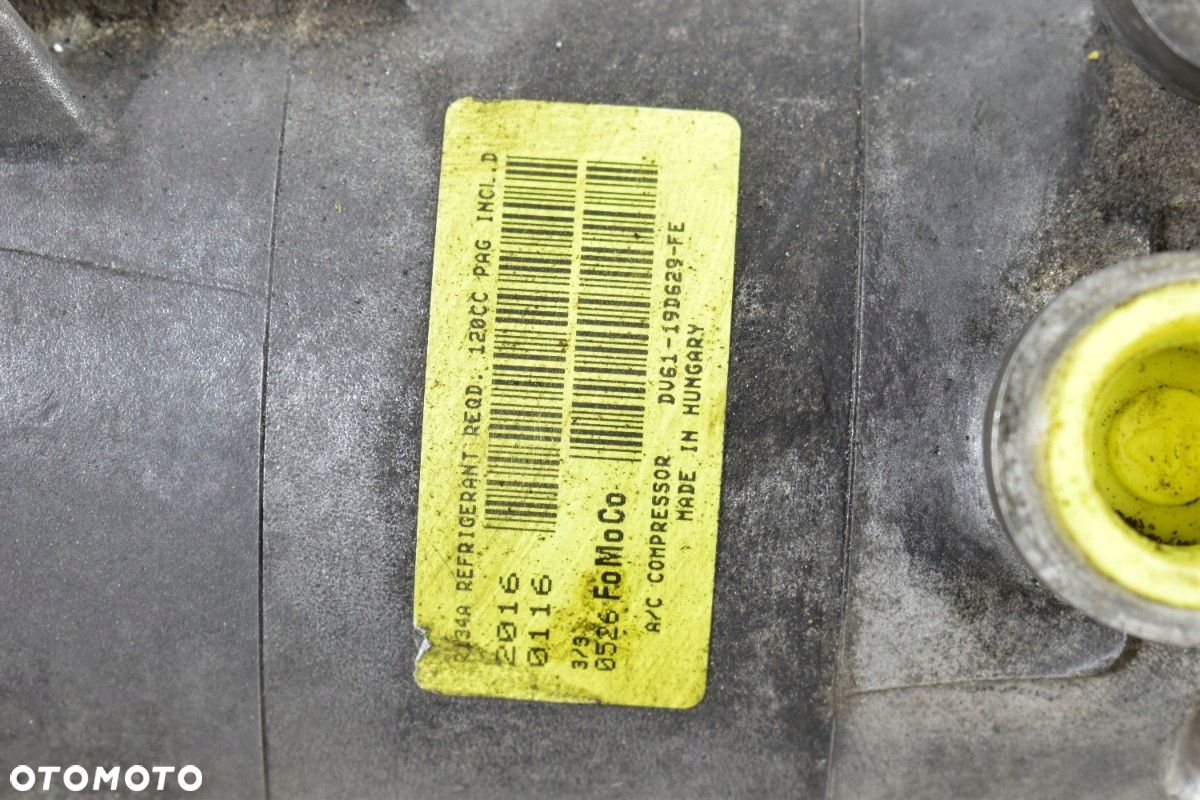 R134A REFRIGERANT REQD. 120CC PAG INCL.D
2016
0116
3/9
0526 FoMoCo
A/C COMPRESSOR DV61-19D629-FE
MADE IN HUNGARY
OTOMOTO